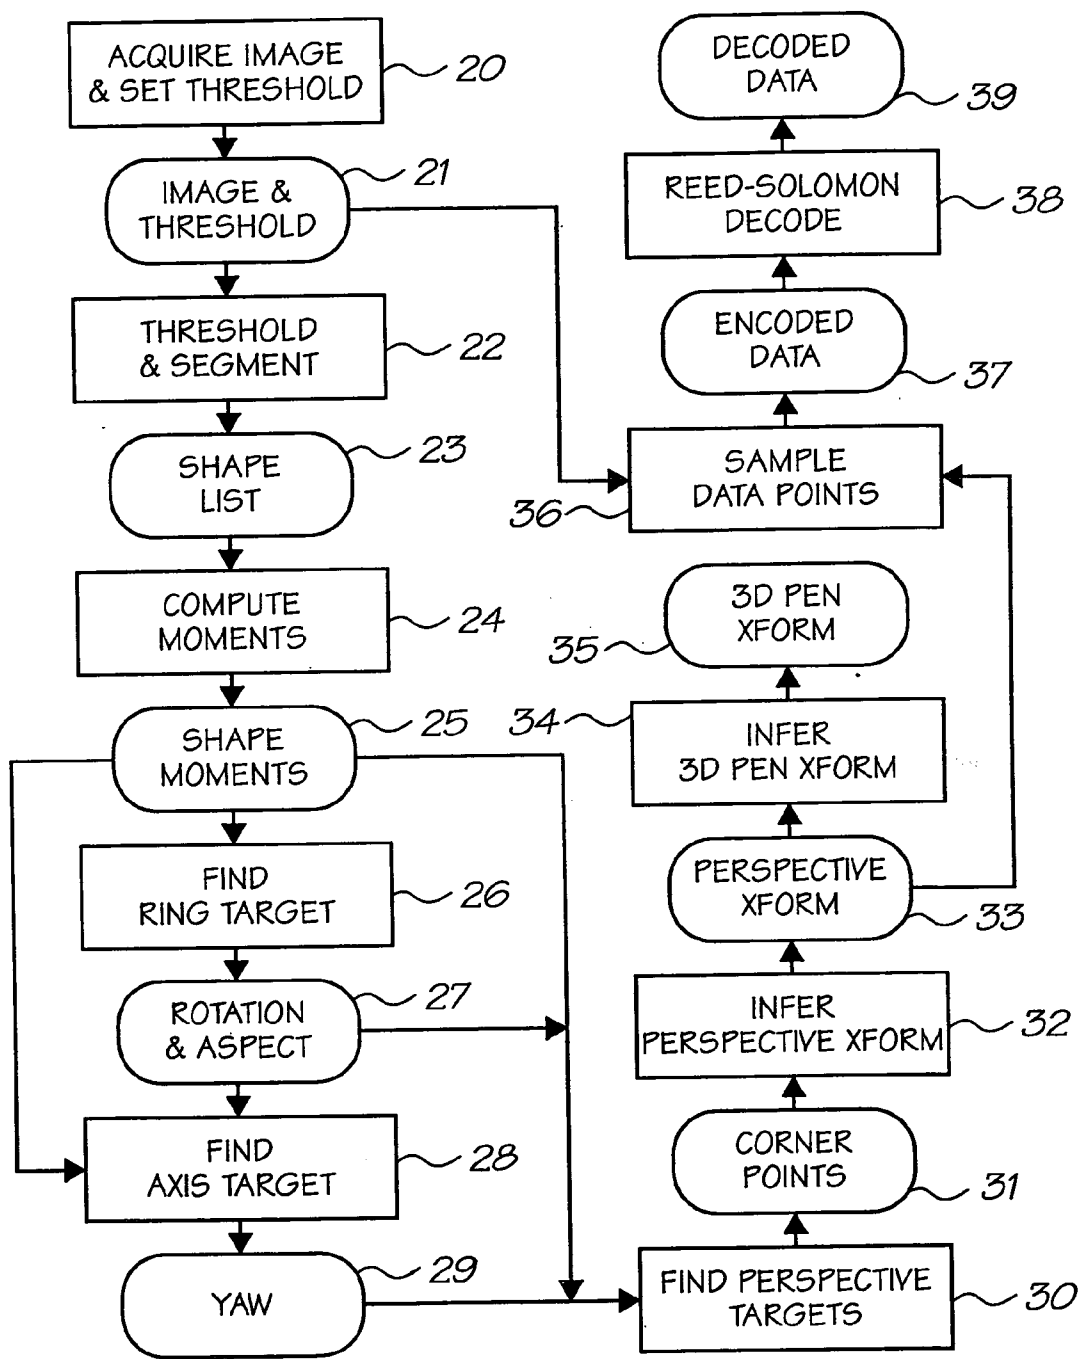 ACQUIRE IMAGE
& SET THRESHOLD
20
IMAGE &
THRESHOLD
21
THRESHOLD
& SEGMENT
22
SHAPE
LIST
23
COMPUTE
MOMENTS
24
SHAPE
MOMENTS
25
FIND
RING TARGET
26
ROTATION
& ASPECT
27
FIND
AXIS TARGET
28
YAW
29
DECODED
DATA
39
REED-SOLOMON
DECODE
38
ENCODED
DATA
37
SAMPLE
DATA POINTS
36
3D PEN
XFORM
35
INFER
3D PEN XFORM
34
PERSPECTIVE
XFORM
33
INFER
PERSPECTIVE XFORM
32
CORNER
POINTS
31
FIND PERSPECTIVE
TARGETS
30